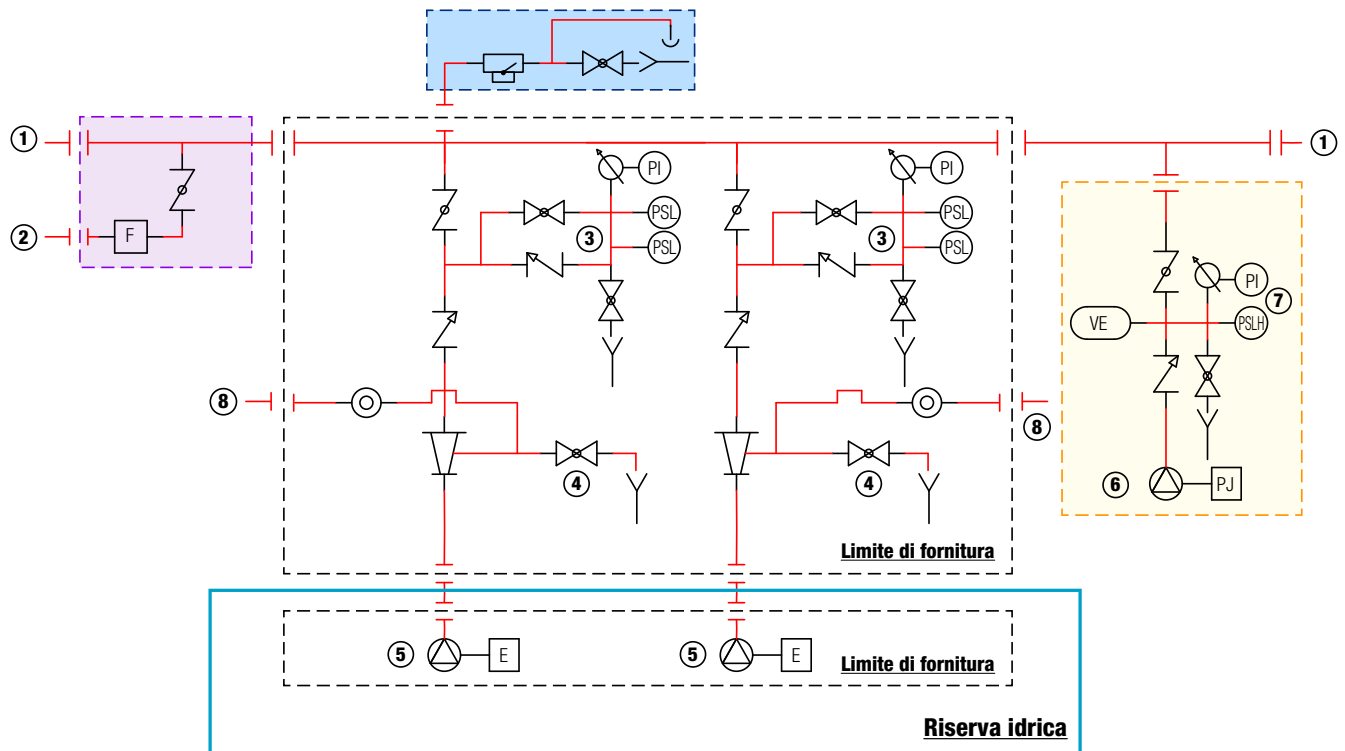 1
1
PI
PI
2
F
PSL
PSL
3
3
PSL
PSL
PI
7
VE
PSLH
8
8
4
4
6
PJ
Limite di fornitura
5
E
5
E
Limite di fornitura
Riserva idrica